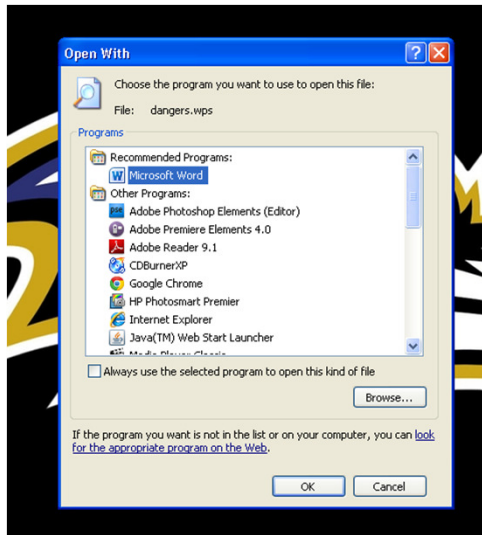 Open With
Choose the program you want to use to open this file:
File: dangers.wps
Programs
Recommended Programs:
Microsoft Word
Other Programs:
Adobe Photoshop Elements (Editor)
Adobe Premiere Elements 4.0
Adobe Reader 9.1
CDBurnerXP
Google Chrome
HP Photosmart Premier
Internet Explorer
Java(TM) Web Start Launcher
Media Player Classic
Always use the selected program to open this kind of file
Browse...
If the program you want is not in the list or on your computer, you can look
for the appropriate program on the Web.
OK Cancel